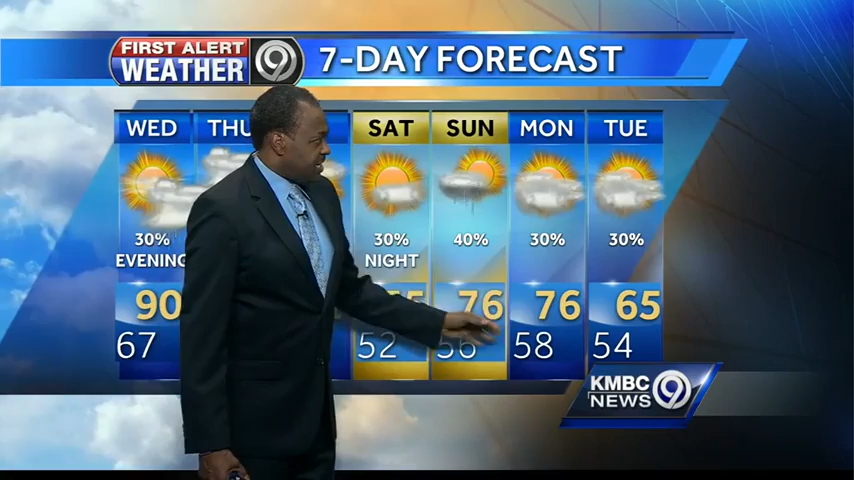 FIRST ALERT
WEATHER 9
7-DAY FORECAST
WED
SAT
SUN
MON
TUE
30%
30%
40%
30%
30%
EVENING
NIGHT
90
76
76
65
67
52
56
58
54
KMBC 9
NEWS